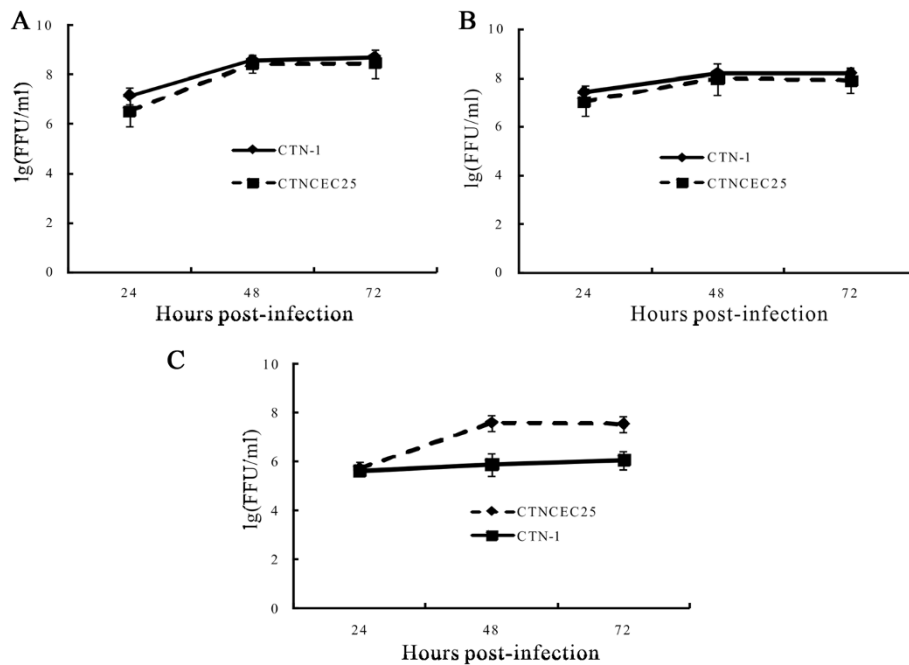 A
lg(FFU/ml)
10
8
6
4
2
0
CTN-1
CTNCEC25
24 48 72
Hours post-infection
B
lg(FFU/ml)
10
8
6
4
2
0
CTN-1
CTNCEC25
24 48 72
Hours post-infection
C
lg(FFU/ml)
10
8
6
4
2
0
CTNCEC25
CTN-1
24 48 72
Hours post-infection